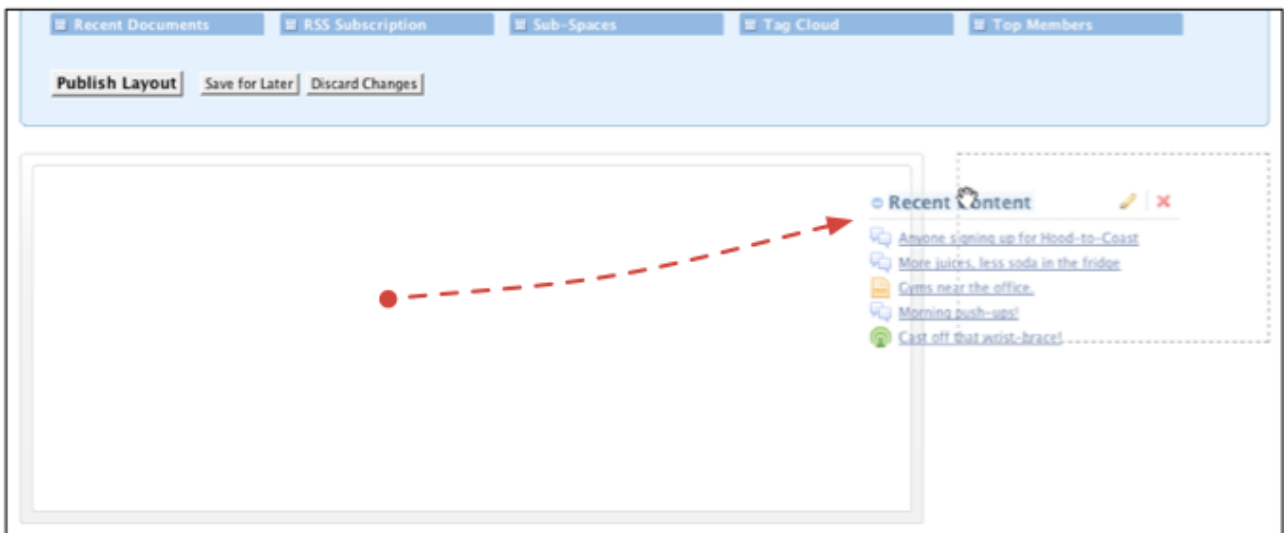 Recent Documents RSS Subscription Sub-Spaces Tag Cloud Top Members
Publish Layout Save for Later Discard Changes
Recent Content
Anyone signing up for Hood-to-Coast
More juices, less soda in the fridge
Gyms near the office.
Morning push-ups!
Cast off that wrist-brace!